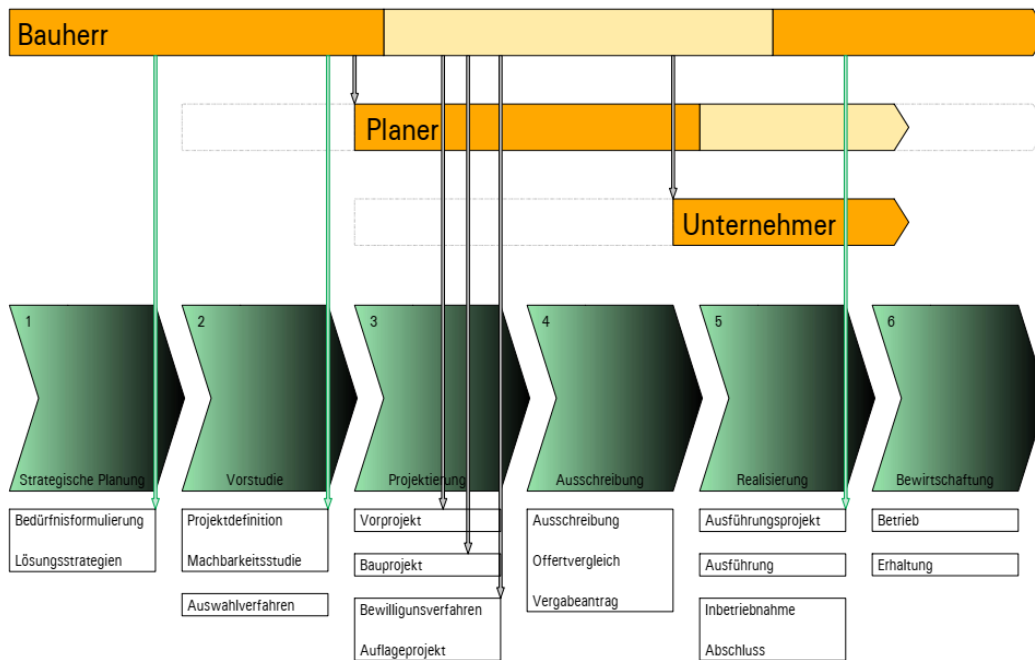 Bauherr
Planer
Unternehmer
1
2
3
4
5
6
Strategische Planung
Vorstudie
Projektierung
Ausschreibung
Realisierung
Bewirtschaftung
Bedürfnisformulierung
Lösungsstrategien
Projektdefinition
Machbarkeitsstudie
Auswahlverfahren
Vorprojekt
Bauprojekt
Bewilligunsverfahren
Auflageprojekt
Ausschreibung
Offertvergleich
Vergabeantrag
Ausführungsprojekt
Ausführung
Inbetriebnahme
Abschluss
Betrieb
Erhaltung